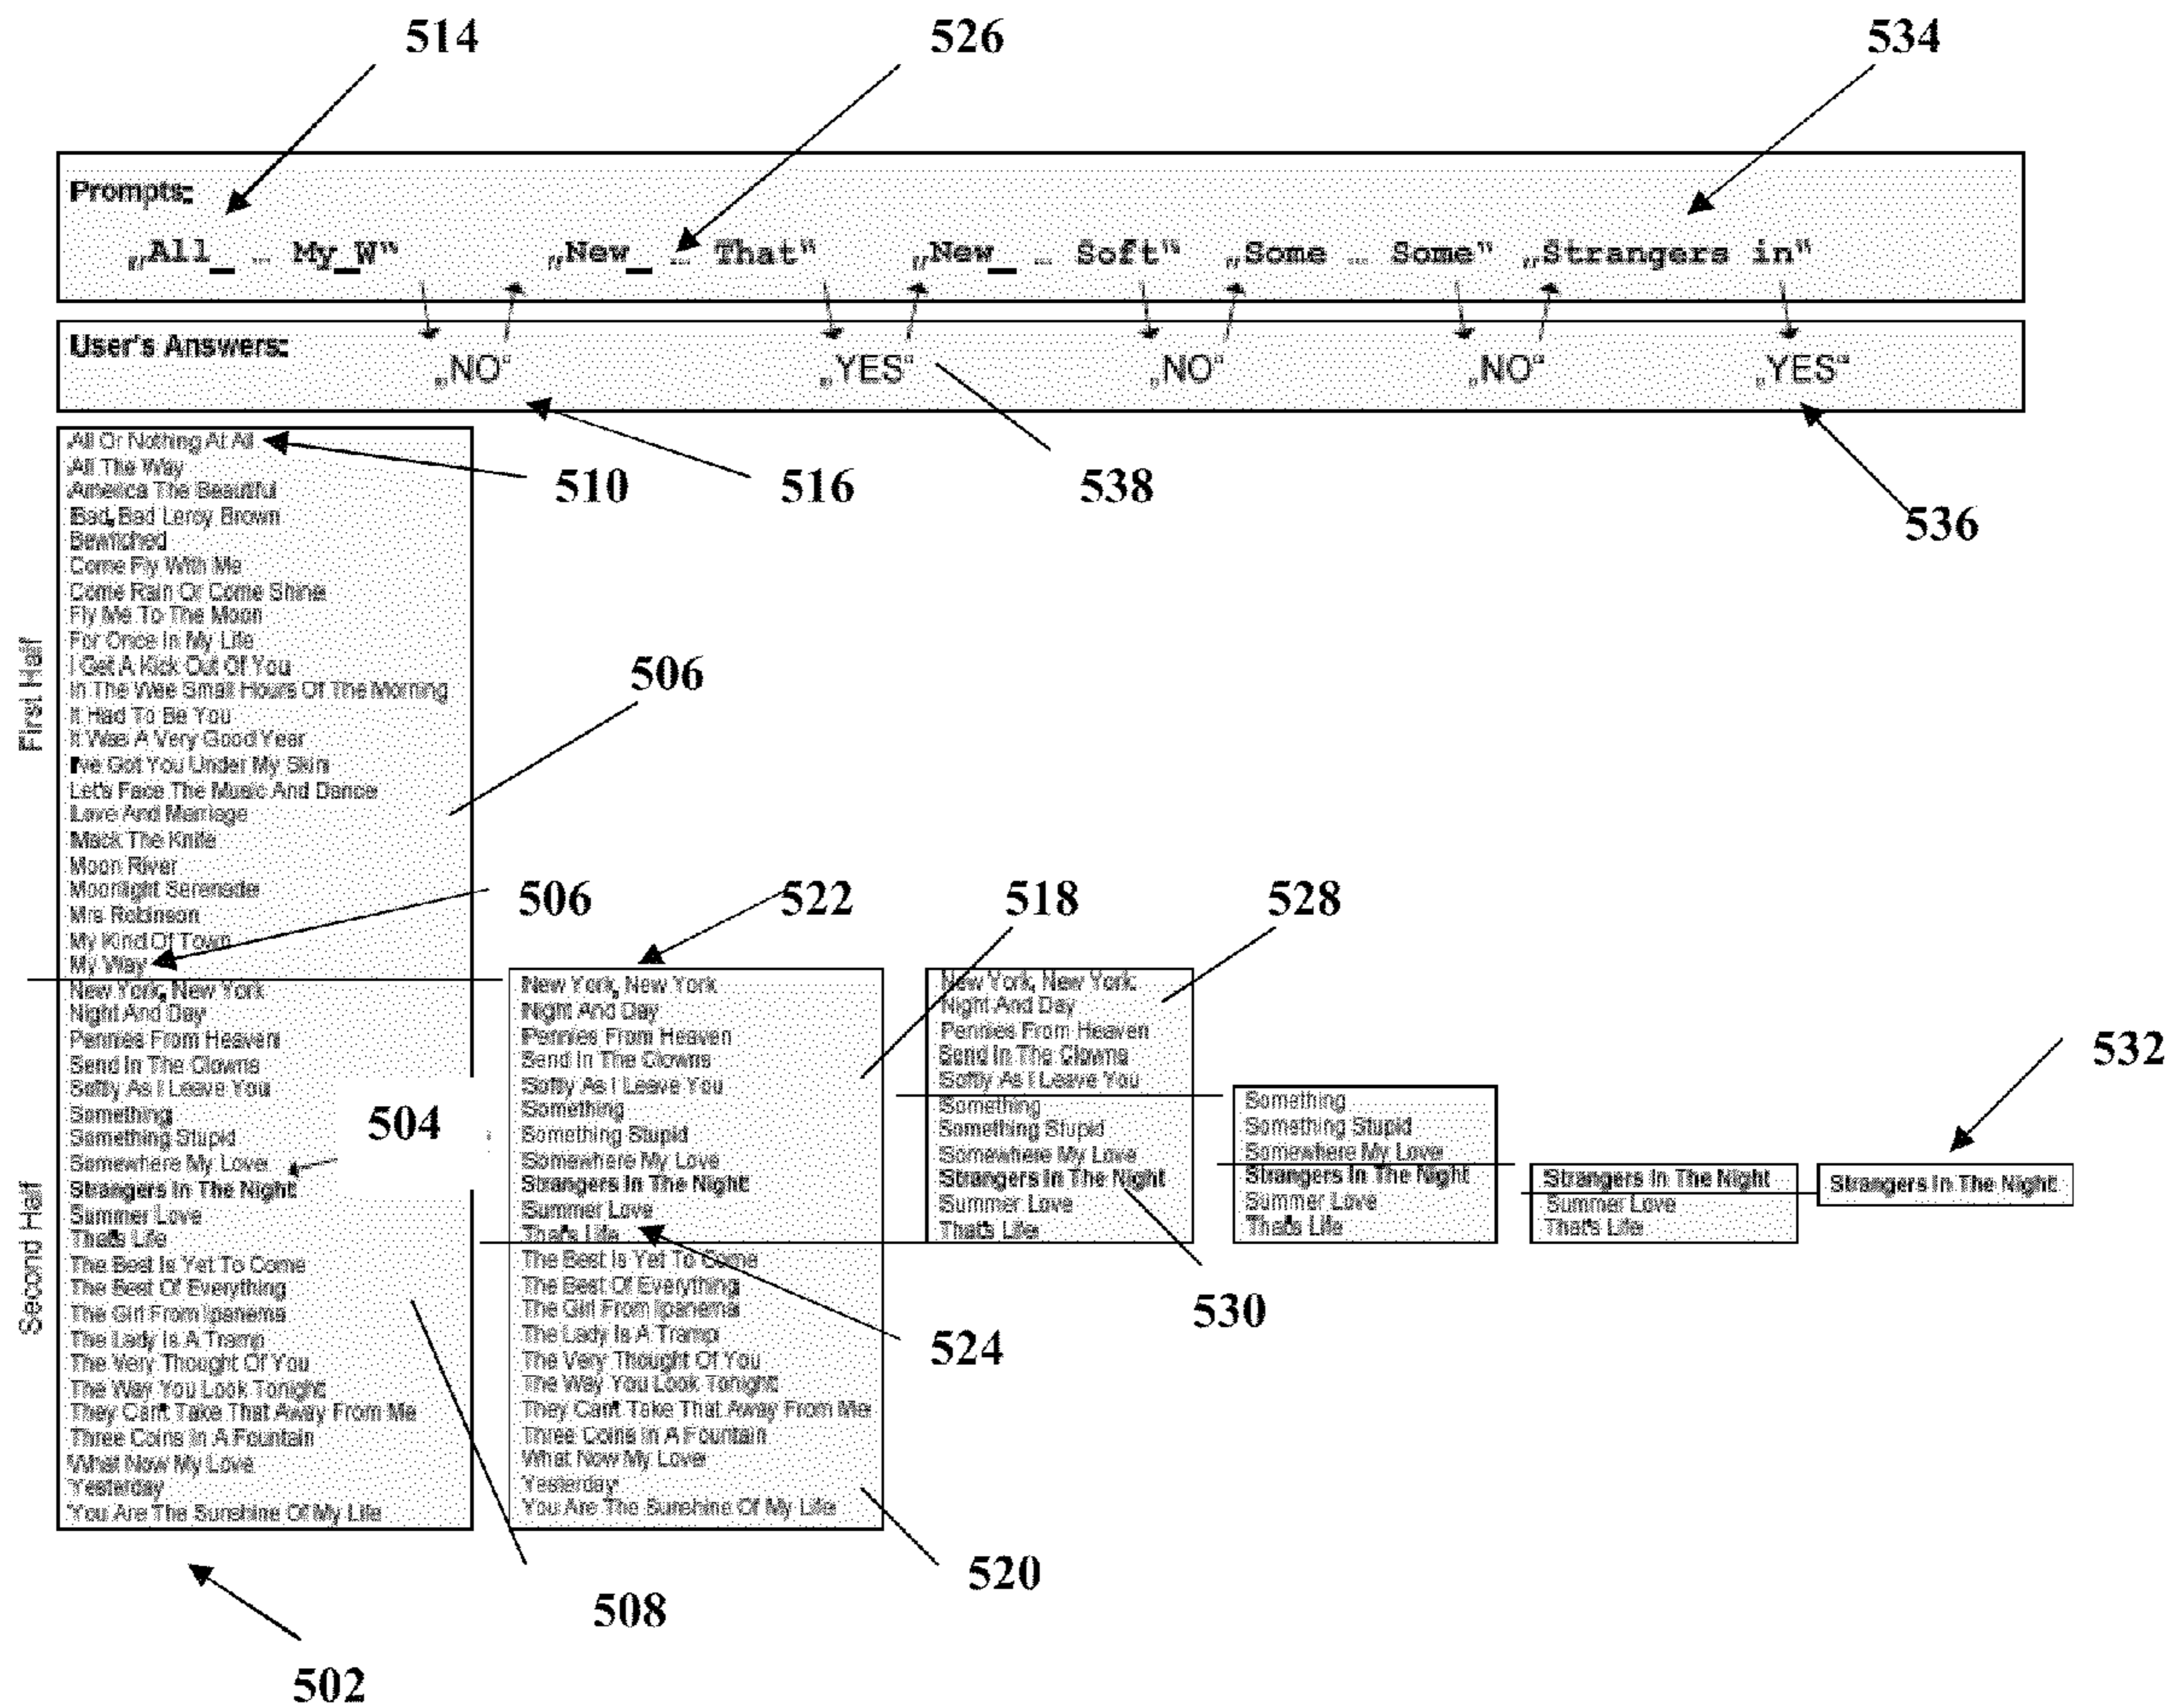 514 526 534
Prompts:
„All_ … My_W“ „New_ … That“ „New_ … Soft“ „Some … Some“ „Strangers in“
User's Answers:
„NO“ „YES“ „NO“ „NO“ „YES“
510 516 538 536
First Half
Second Half
All Or Nothing At All
All The Way
America The Beautiful
Bad, Bad Leroy Brown
Bewitched
Come Fly With Me
Come Rain Or Come Shine
Fly Me To The Moon
For Once In My Life
I Get A Kick Out Of You
In The Wee Small Hours Of The Morning
It Had To Be You
It Was A Very Good Year
I've Got You Under My Skin
Let's Face The Music And Dance
Love And Marriage
Mack The Knife
Moon River
Moonlight Serenade
Mrs Robinson
My Kind Of Town
My Way
New York, New York
Night And Day
Pennies From Heaven
Send In The Clowns
Softly As I Leave You
Something
Something Stupid
Somewhere My Love
Strangers In The Night
Summer Love
That's Life
The Best Is Yet To Come
The Best Of Everything
The Girl From Ipanema
The Lady Is A Tramp
The Very Thought Of You
The Way You Look Tonight
They Can't Take That Away From Me
Three Coins In A Fountain
What Now My Love
Yesterday
You Are The Sunshine Of My Life
506
506
504
508
502
522 518 528
New York, New York
Night And Day
Pennies From Heaven
Send In The Clowns
Softly As I Leave You
Something
Something Stupid
Somewhere My Love
Strangers In The Night
Summer Love
That's Life
The Best Is Yet To Come
The Best Of Everything
The Girl From Ipanema
The Lady Is A Tramp
The Very Thought Of You
The Way You Look Tonight
They Can't Take That Away From Me
Three Coins In A Fountain
What Now My Love
Yesterday
You Are The Sunshine Of My Life
524
520
New York, New York
Night And Day
Pennies From Heaven
Send In The Clowns
Softly As I Leave You
Something
Something Stupid
Somewhere My Love
Strangers In The Night
Summer Love
That's Life
530
Something
Something Stupid
Somewhere My Love
Strangers In The Night
Summer Love
That's Life
Strangers In The Night
Summer Love
That's Life
532
Strangers In The Night